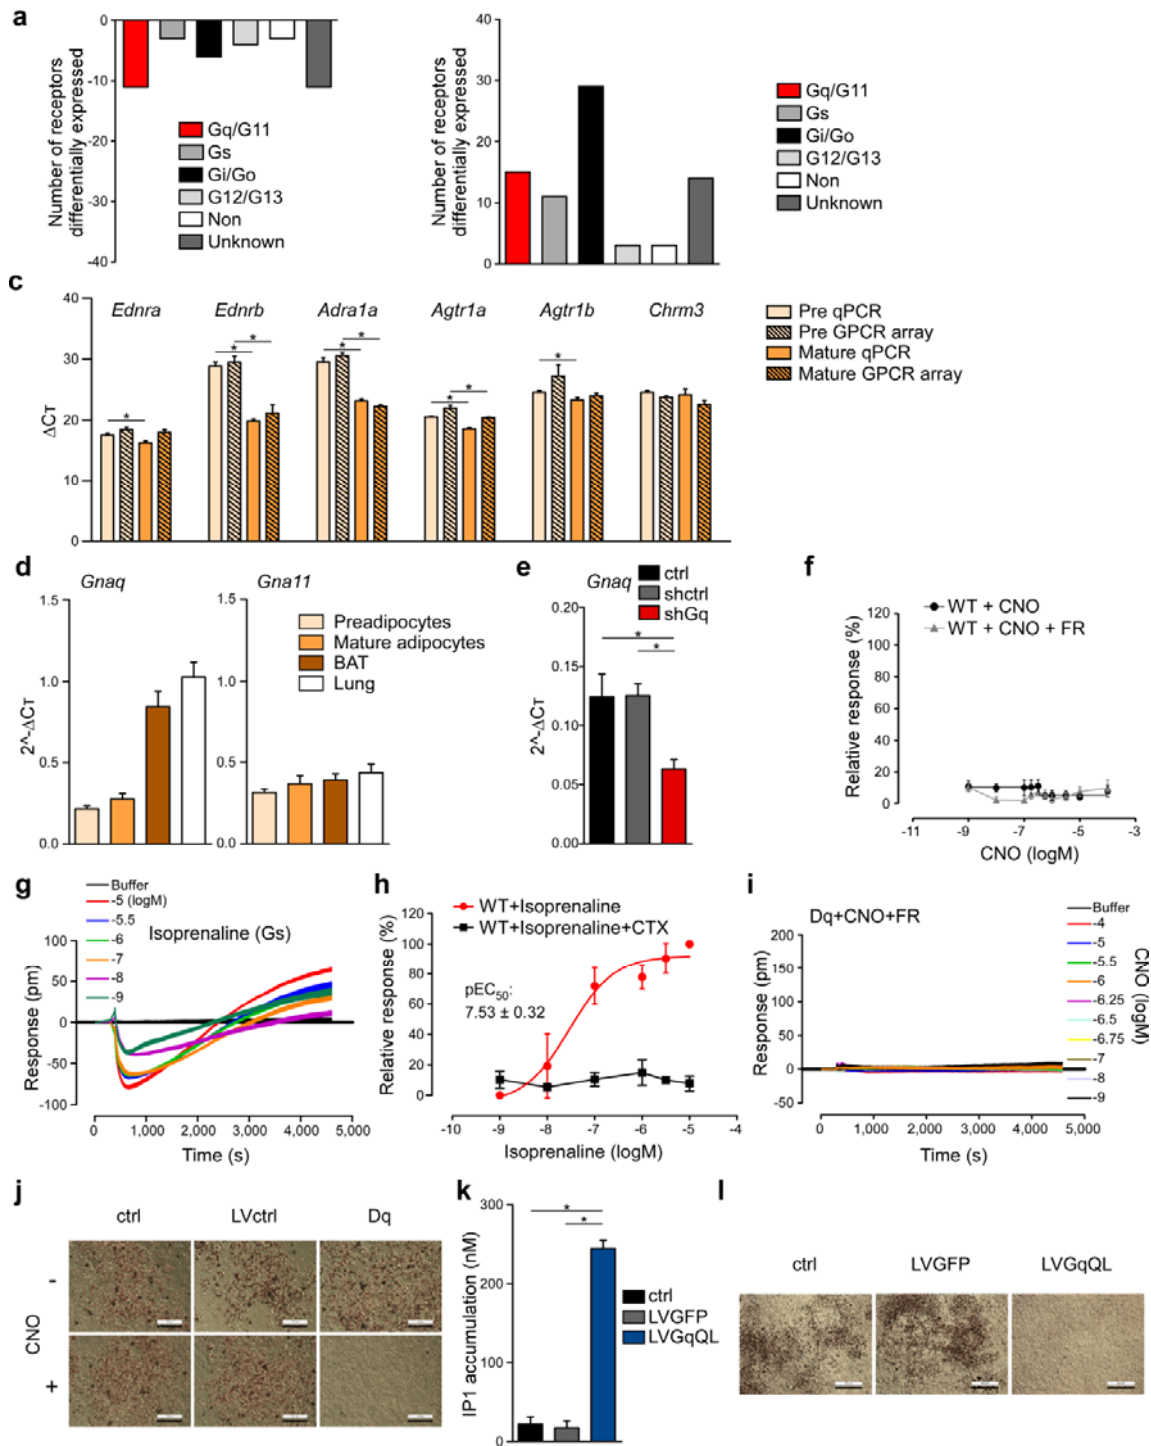 a
Number of receptors
differentially expressed
0
-10
-20
-30
-40
Gq/G11
Gs
Gi/Go
G12/G13
Non
Unknown
Number of receptors
differentially expressed
40
30
20
10
0
Gq/G11
Gs
Gi/Go
G12/G13
Non
Unknown
c
ΔCT
40
30
20
10
0
Ednra Ednrb Adra1a Agtr1a Agtr1b Chrm3
* * * * * * * *
Pre qPCR
Pre GPCR array
Mature qPCR
Mature GPCR array
d
Gnaq
2^-ΔCT
1.5
1.0
0.5
0.0
Gna11
1.5
1.0
0.5
0.0
Preadipocytes
Mature adipocytes
BAT
Lung
e
Gnaq
ctrl
shctrl
shGq
2^-ΔCT
0.20
0.15
0.10
0.05
0.00
*
*
f
WT + CNO
WT + CNO + FR
Relative response (%)
120
100
80
60
40
20
0
-11 -9 -7 -5 -3
CNO (logM)
g
Buffer
-5 (logM)
-5.5
-6
-7
-8
-9
Isoprenaline (Gs)
Response (pm)
100
50
0
-50
-100
0 1,000 2,000 3,000 4,000 5,000
Time (s)
h
WT+Isoprenaline
WT+Isoprenaline+CTX
pEC50:
7.53 ± 0.32
Relative response (%)
120
100
80
60
40
20
0
-10 -9 -8 -7 -6 -5 -4
Isoprenaline (logM)
i
Dq+CNO+FR
Response (pm)
200
150
100
50
0
-50
0 1,000 2,000 3,000 4,000 5,000
Time (s)
Buffer
-4
-5
-5.5
-6
-6.25
-6.5
-6.75
-7
-8
-9
CNO (logM)
j
ctrl LVctrl Dq
CNO
-
+
k
IP1 accumulation (nM)
300
200
100
0
*
*
ctrl
LVGFP
LVGqQL
l
ctrl LVGFP LVGqQL